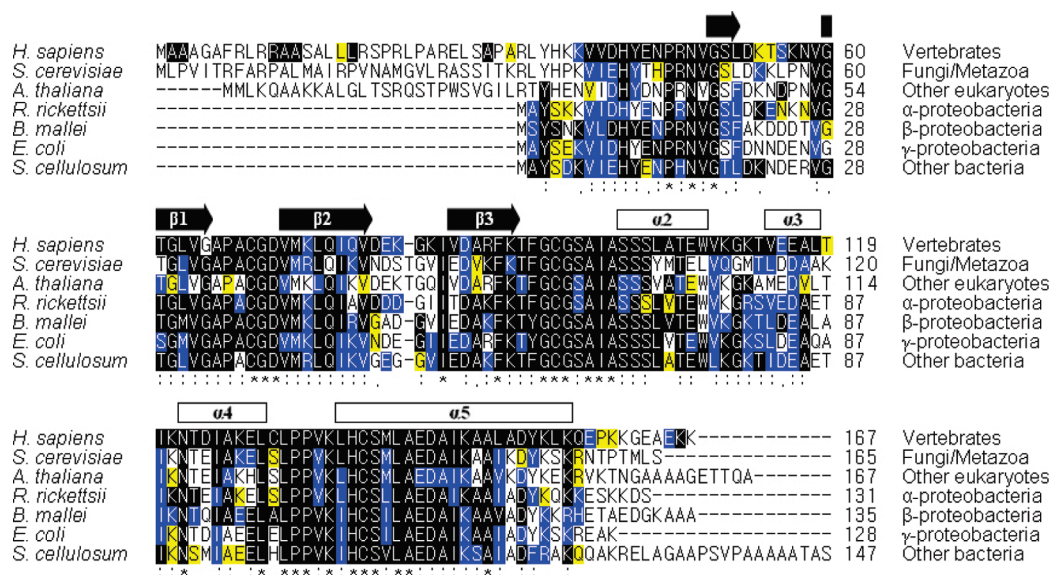 H. sapiens MAAAGAFRLRRAASALLLRSPRLPARELSAPARLYHKKVVDHYENPRNVGSLDKTSKNVG 60 Vertebrates
S. cerevisiae MLPVITRFARPALMAIRPVNAMGVLRASSITKRLYHPKVIEHYTHPRNVGSLDKKLPNVG 60 Fungi/Metazoa
A. thaliana ------MMLKQAAKKALGLTSRQSTPWSVGILRTYHENVIDHYDNPRNVGSFDKNDPNVG 54 Other eukaryotes
R. rickettsii --------------------------------MAYSKKVIDHYENPRNVGSLDKENKNVG 28 α-proteobacteria
B. mallei --------------------------------MSYSNKVLDHYENPRNVGSFAKDDDTVG 28 β-proteobacteria
E. coli --------------------------------MAYSEKVIDHYENPRNVGSFDNNDENVG 28 γ-proteobacteria
S. cellulosum --------------------------------MAYSDKVIEHYENPHNVGTLDKNDERVG 28 Other bacteria
β1 β2 β3 α2 α3
H. sapiens TGLVGAPACGDVMKLQIQVDEK-GKIVDARFKTFGCGSAIASSSLATEWVKGKTVEEALT 119 Vertebrates
S. cerevisiae TGLVGAPACGDVMRLQIKVNDSTGVIEDVKFKTFGCGSAIASSSYMTELVQGMTLDDAAK 120 Fungi/Metazoa
A. thaliana TGLVGAPACGDVMKLQIKVDEKTGQIVDARFKTFGCGSAIASSSVATEWVKGKAMEDVLT 114 Other eukaryotes
R. rickettsii TGLVGAPACGDVMKLQIRVDDD-GIITDAKFKTFGCGSAIASSSLVTEWVKGRSVEDAET 87 α-proteobacteria
B. mallei TGMVGAPACGDVMKLQIRVGAD-GVIEDAKFKTYGCGSAIASSSLVTEWVKGKTLDEALA 87 β-proteobacteria
E. coli SGMVGAPACGDVMKLQIKVNDE-GIIEDARFKTYGCGSAIASSSLVTEWVKGKSLDEAQA 87 γ-proteobacteria
S. cellulosum TGLVGAPACGDVMRLQIKVGEG-GVIEDAKFKTFGCGSAIASSSLATEWLKGKTIDEAET 87 Other bacteria
α4 α5
H. sapiens IKNTDIAKELCLPPVKLHCSMLAEDAIKAALADYKLKQEPKKGEAEKK------------ 167 Vertebrates
S. cerevisiae IKNTEIAKELSLPPVKLHCSMLAEDAIKAAIKDYKSKRNTPTMLS--------------- 165 Fungi/Metazoa
A. thaliana IKNTEIAKHLSLPPVKLHCSMLAEDAIKAAVKDYKEKRVKTNGAAAAGETTQA------- 167 Other eukaryotes
R. rickettsii IKNTEIAKELSLPPVKLHCSLLAEDAIKAAIADYKQKKESKKDS---------------- 131 α-proteobacteria
B. mallei IKNTQIAEELALPPVKIHCSILAEDAIKAAVADYKKRHETAEDGKAAA------------ 135 β-proteobacteria
E. coli IKNTDIAEELELPPVKIHCSILAEDAIKAAIADYKSKREAK------------------- 128 γ-proteobacteria
S. cellulosum IKNSMIAEELHLPPVKIHCSVLAEDAIKSAIADFRAKQQAKRELAGAAPSVPAAAAATAS 147 Other bacteria